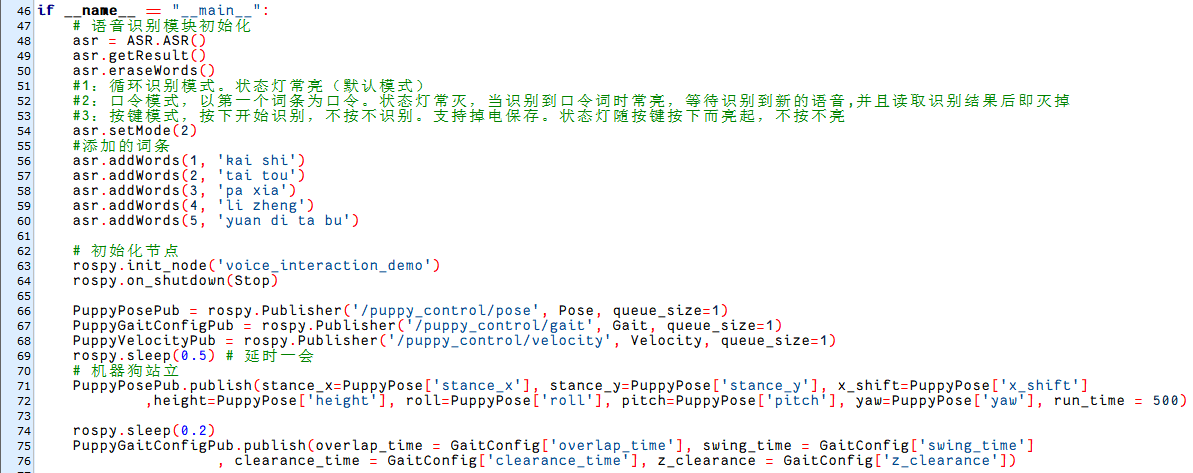 46 if __name__ == "__main__":
47     # 语音识别模块初始化
48     asr = ASR.ASR()
49     asr.getResult()
50     asr.eraseWords()
51     #1：循环识别模式。状态灯常亮（默认模式）
52     #2：口令模式，以第一个词条为口令。状态灯常灭，当识别到口令词时常亮，等待识别到新的语音,并且读取识别结果后即灭掉
53     #3：按键模式，按下开始识别，不按不识别。支持掉电保存。状态灯随按键按下而亮起，不按不亮
54     asr.setMode(2)
55     #添加的词条
56     asr.addWords(1, 'kai shi')
57     asr.addWords(2, 'tai tou')
58     asr.addWords(3, 'pa xia')
59     asr.addWords(4, 'li zheng')
60     asr.addWords(5, 'yuan di ta bu')
61
62     # 初始化节点
63     rospy.init_node('voice_interaction_demo')
64     rospy.on_shutdown(Stop)
65
66     PuppyPosePub = rospy.Publisher('/puppy_control/pose', Pose, queue_size=1)
67     PuppyGaitConfigPub = rospy.Publisher('/puppy_control/gait', Gait, queue_size=1)
68     PuppyVelocityPub = rospy.Publisher('/puppy_control/velocity', Velocity, queue_size=1)
69     rospy.sleep(0.5) # 延时一会
70     # 机器狗站立
71     PuppyPosePub.publish(stance_x=PuppyPose['stance_x'], stance_y=PuppyPose['stance_y'], x_shift=PuppyPose['x_shift']
72             ,height=PuppyPose['height'], roll=PuppyPose['roll'], pitch=PuppyPose['pitch'], yaw=PuppyPose['yaw'], run_time = 500)
73
74     rospy.sleep(0.2)
75     PuppyGaitConfigPub.publish(overlap_time = GaitConfig['overlap_time'], swing_time = GaitConfig['swing_time']
76                     , clearance_time = GaitConfig['clearance_time'], z_clearance = GaitConfig['z_clearance'])